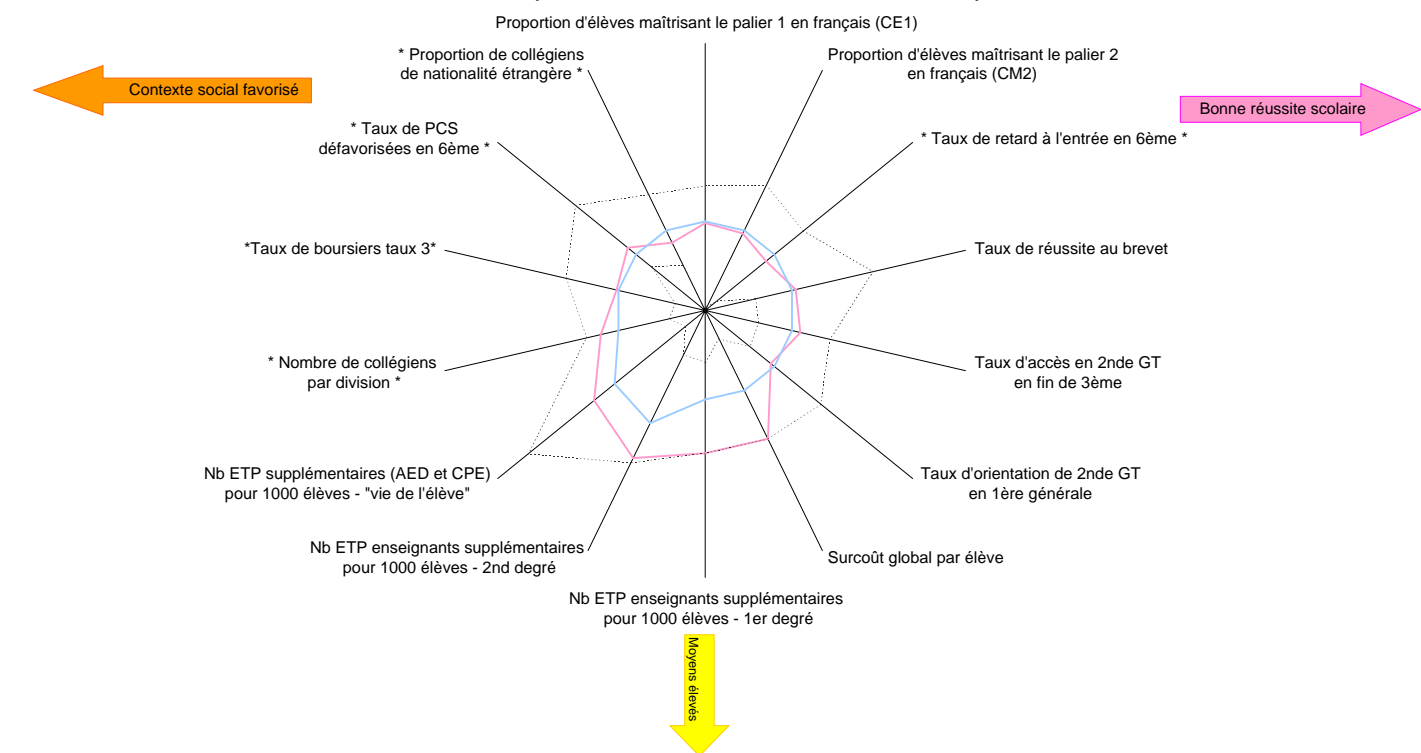 Proportion d'élèves maîtrisant le palier 1 en français (CE1)
* Proportion de collégiens
de nationalité étrangère *
Proportion d'élèves maîtrisant le palier 2
en français (CM2)
Contexte social favorisé
Bonne réussite scolaire
* Taux de PCS
défavorisées en 6ème *
* Taux de retard à l'entrée en 6ème *
*Taux de boursiers taux 3*
Taux de réussite au brevet
* Nombre de collégiens
par division *
Taux d'accès en 2nde GT
en fin de 3ème
Nb ETP supplémentaires (AED et CPE)
pour 1000 élèves - "vie de l'élève"
Taux d'orientation de 2nde GT
en 1ère générale
Nb ETP enseignants supplémentaires
pour 1000 élèves - 2nd degré
Surcoût global par élève
Nb ETP enseignants supplémentaires
pour 1000 élèves - 1er degré
Moyens élevés